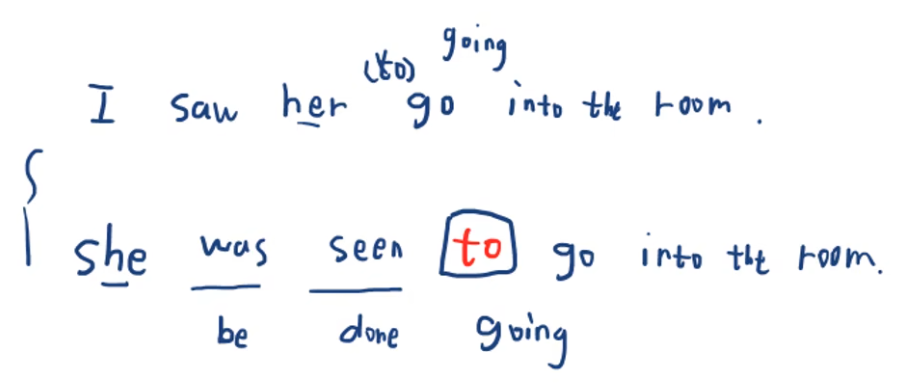 going
(to)
I saw her go into the room.
she was seen to go into the room.
be done going